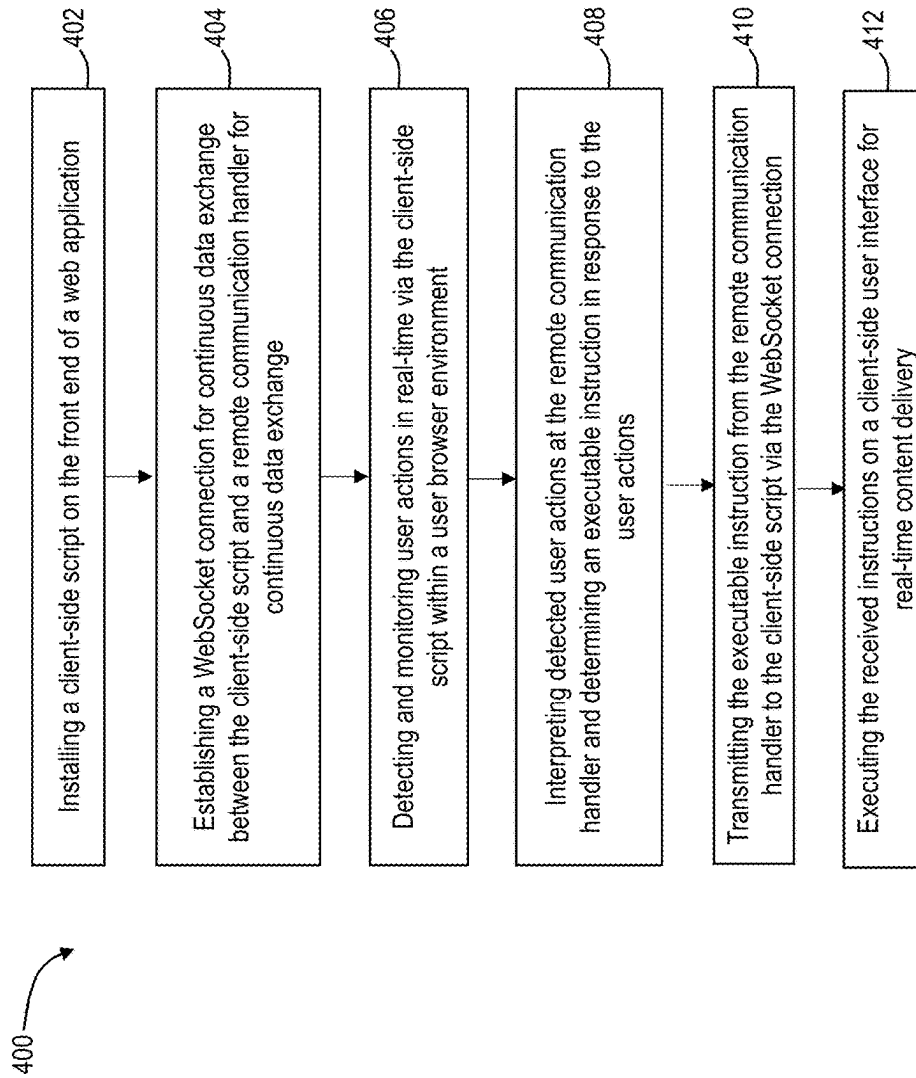 400
Installing a client-side script on the front end of a web application
402
Establishing a WebSocket connection for continuous data exchange
between the client-side script and a remote communication handler for
continuous data exchange
404
Detecting and monitoring user actions in real-time via the client-side
script within a user browser environment
406
Interpreting detected user actions at the remote communication
handler and determining an executable instruction in response to the
user actions
408
Transmitting the executable instruction from the remote communication
handler to the client-side script via the WebSocket connection
410
Executing the received instructions on a client-side user interface for
real-time content delivery
412